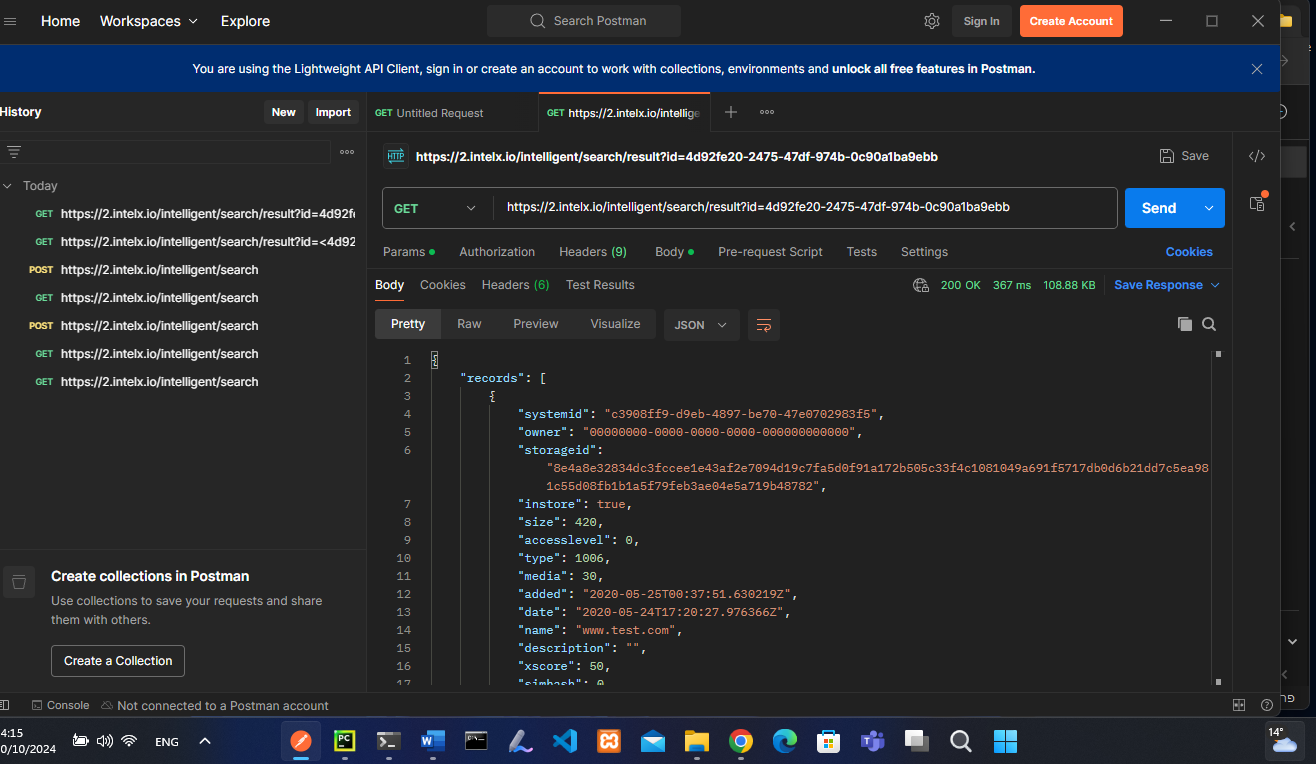 Home Workspaces Explore Search Postman Sign In Create Account
You are using the Lightweight API Client, sign in or create an account to work with collections, environments and unlock all free features in Postman.
History New Import
GET Untitled Request GET https://2.intelx.io/intellige
Today
GET https://2.intelx.io/intelligent/search/result?id=4d92fe
GET https://2.intelx.io/intelligent/search/result?id=<4d92
POST https://2.intelx.io/intelligent/search
GET https://2.intelx.io/intelligent/search
POST https://2.intelx.io/intelligent/search
GET https://2.intelx.io/intelligent/search
GET https://2.intelx.io/intelligent/search
Create collections in Postman
Use collections to save your requests and share
them with others.
Create a Collection
HTTP https://2.intelx.io/intelligent/search/result?id=4d92fe20-2475-47df-974b-0c90a1ba9ebb Save </>
GET https://2.intelx.io/intelligent/search/result?id=4d92fe20-2475-47df-974b-0c90a1ba9ebb Send
Params Authorization Headers (9) Body Pre-request Script Tests Settings Cookies
Body Cookies Headers (6) Test Results 200 OK 367 ms 108.88 KB Save Response
Pretty Raw Preview Visualize JSON
1 {
2 "records": [
3 {
4 "systemid": "c3908ff9-d9eb-4897-be70-47e0702983f5",
5 "owner": "00000000-0000-0000-0000-000000000000",
6 "storageid":
"8e4a8e32834dc3fccee1e43af2e7094d19c7fa5d0f91a172b505c33f4c1081049a691f5717db0d6b21dd7c5ea98
1c55d08fb1b1a5f79feb3ae04e5a719b48782",
7 "instore": true,
8 "size": 420,
9 "accesslevel": 0,
10 "type": 1006,
11 "media": 30,
12 "added": "2020-05-25T00:37:51.630219Z",
13 "date": "2020-05-24T17:20:27.976366Z",
14 "name": "www.test.com",
15 "description": "",
16 "xscore": 50,
17 "simhash": 0
Console Not connected to a Postman account
4:15
0/10/2024
ENG
PC
14°